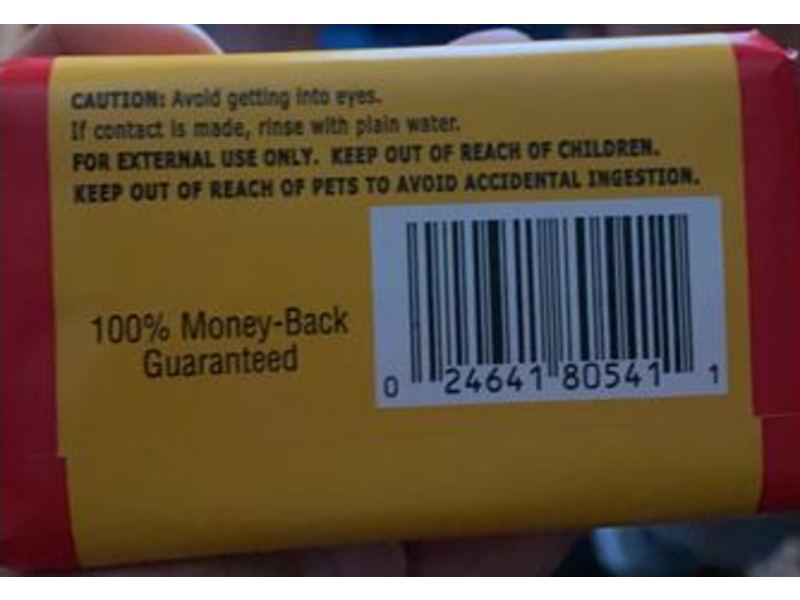 CAUTION: Avoid getting into eyes.
If contact is made, rinse with plain water.
FOR EXTERNAL USE ONLY. KEEP OUT OF REACH OF CHILDREN.
KEEP OUT OF REACH OF PETS TO AVOID ACCIDENTAL INGESTION.
100% Money-Back
Guaranteed
0 24641 80541 1